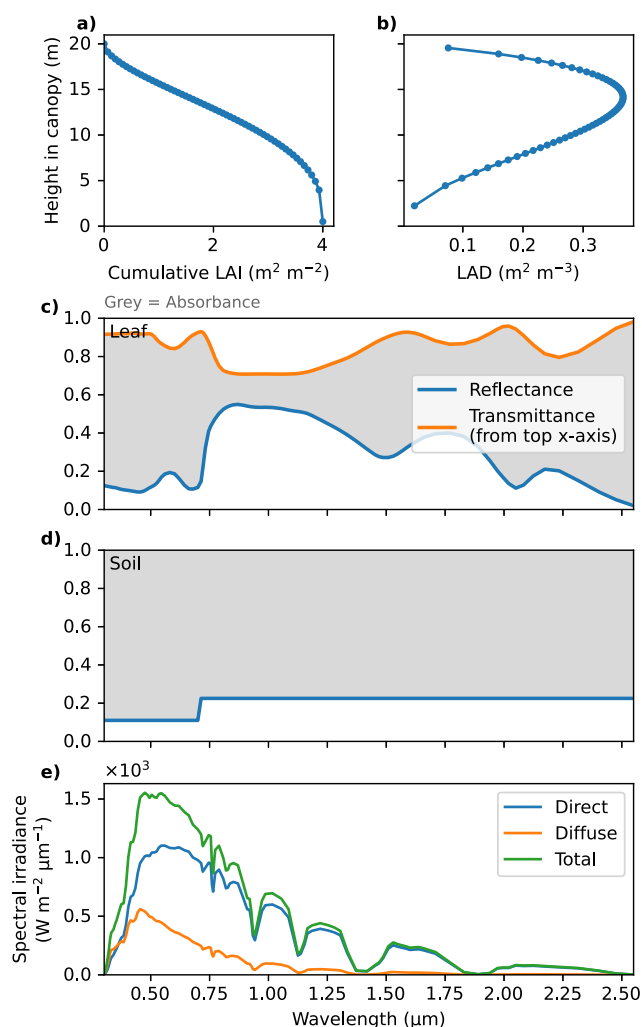 a)
b)
20
15
10
5
0
Height in canopy (m)
0
2
4
Cumulative LAI (m² m⁻²)
0.1
0.2
0.3
LAD (m² m⁻³)
Grey = Absorbance
c)
1.0
0.8
0.6
0.4
0.2
0.0
Leaf
Reflectance
Transmittance
(from top x-axis)
d)
1.0
0.8
0.6
0.4
0.2
0.0
Soil
e)
×10³
1.5
1.0
0.5
0.0
Spectral irradiance
(W m⁻² μm⁻¹)
Direct
Diffuse
Total
0.50
0.75
1.00
1.25
1.50
1.75
2.00
2.25
2.50
Wavelength (μm)